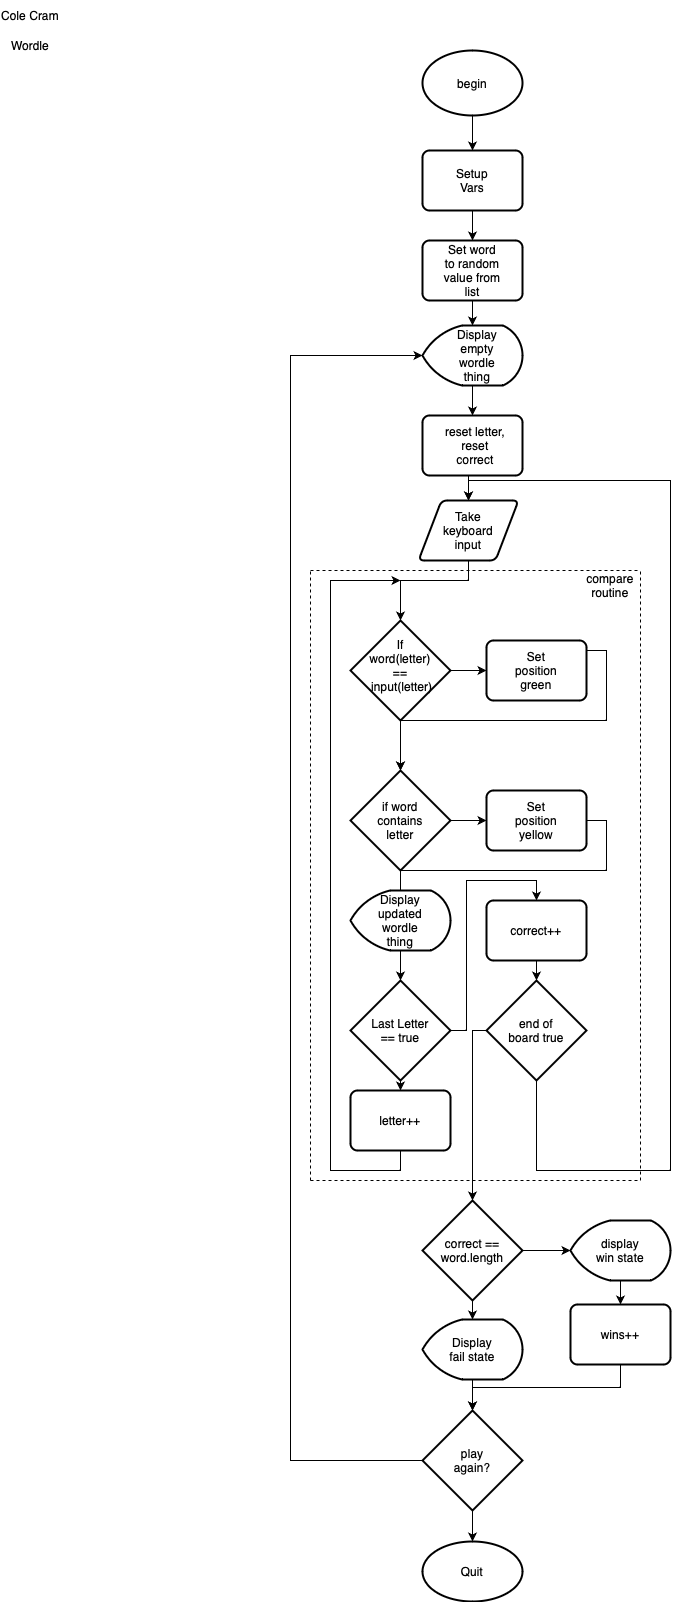 Cole Cram
Wordle
begin
Setup
Vars
Set word
to random
value from
list
Display
empty
wordle
thing
reset letter,
reset
correct
Take
keyboard
input
compare
routine
If
word(letter)
==
input(letter)
Set
position
green
if word
contains
letter
Set
position
yellow
Display
updated
wordle
thing
correct++
Last Letter
== true
end of
board true
letter++
correct ==
word.length
display
win state
wins++
Display
fail state
play
again?
Quit